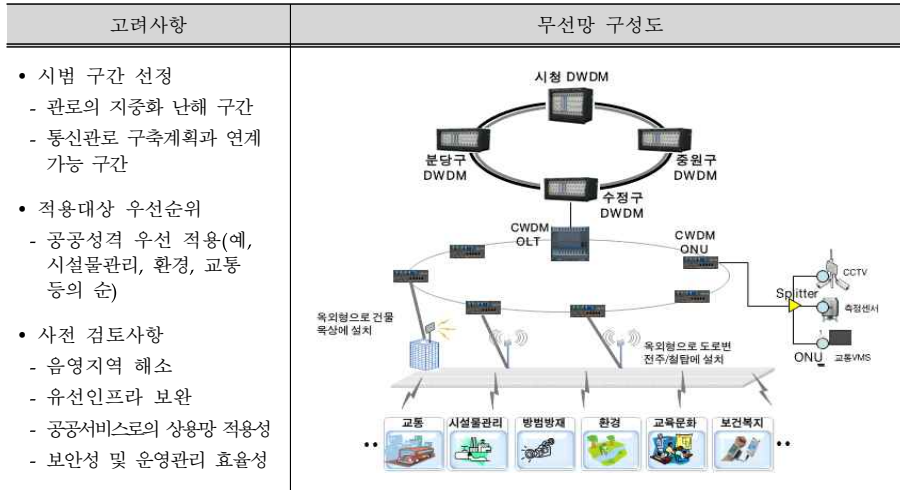 고려사항
무선망 구성도
• 시범 구간 선정
- 관로의 지중화 난해 구간
- 통신관로 구축계획과 연계
가능 구간
• 적용대상 우선순위
- 공공성격 우선 적용(예,
시설물관리, 환경, 교통
등의 순)
• 사전 검토사항
- 음영지역 해소
- 유선인프라 보완
- 공공서비스로의 상용망 적용성
- 보안성 및 운영관리 효율성
시청 DWDM
분당구
DWDM
중원구
DWDM
수정구
DWDM
CWDM
OLT
CWDM
ONU
Splitter
CCTV
측정센서
ONU
교통VMS
옥외형으로 건물
옥상에 설치
옥외형으로 도로변
전주/철탑에 설치
교통
시설물관리
방범방재
환경
교육문화
보건복지